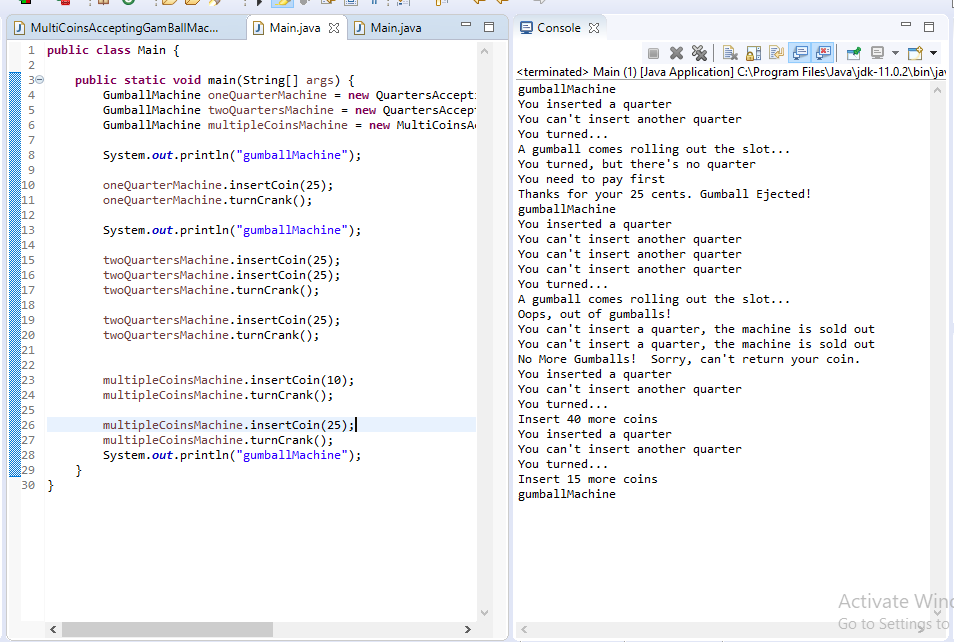 MultiCoinsAcceptingGamBallMac...
Main.java
Main.java
1 public class Main {
2
3 public static void main(String[] args) {
4 GumballMachine oneQuarterMachine = new QuartersAccepti
5 GumballMachine twoQuartersMachine = new QuartersAccept
6 GumballMachine multipleCoinsMachine = new MultiCoinsA
7
8 System.out.println("gumballMachine");
9
10 oneQuarterMachine.insertCoin(25);
11 oneQuarterMachine.turnCrank();
12
13 System.out.println("gumballMachine");
14
15 twoQuartersMachine.insertCoin(25);
16 twoQuartersMachine.insertCoin(25);
17 twoQuartersMachine.turnCrank();
18
19 twoQuartersMachine.insertCoin(25);
20 twoQuartersMachine.turnCrank();
21
22
23 multipleCoinsMachine.insertCoin(10);
24 multipleCoinsMachine.turnCrank();
25
26 multipleCoinsMachine.insertCoin(25);
27 multipleCoinsMachine.turnCrank();
28 System.out.println("gumballMachine");
29 }
30 }
Console
<terminated> Main (1) [Java Application] C:\Program Files\Java\jdk-11.0.2\bin\jav
gumballMachine
You inserted a quarter
You can't insert another quarter
You turned...
A gumball comes rolling out the slot...
You turned, but there's no quarter
You need to pay first
Thanks for your 25 cents. Gumball Ejected!
gumballMachine
You inserted a quarter
You can't insert another quarter
You can't insert another quarter
You can't insert another quarter
You turned...
A gumball comes rolling out the slot...
Oops, out of gumballs!
You can't insert a quarter, the machine is sold out
You can't insert a quarter, the machine is sold out
No More Gumballs!  Sorry, can't return your coin.
You inserted a quarter
You can't insert another quarter
You turned...
Insert 40 more coins
You inserted a quarter
You can't insert another quarter
You turned...
Insert 15 more coins
gumballMachine
Activate Win
Go to Settings to